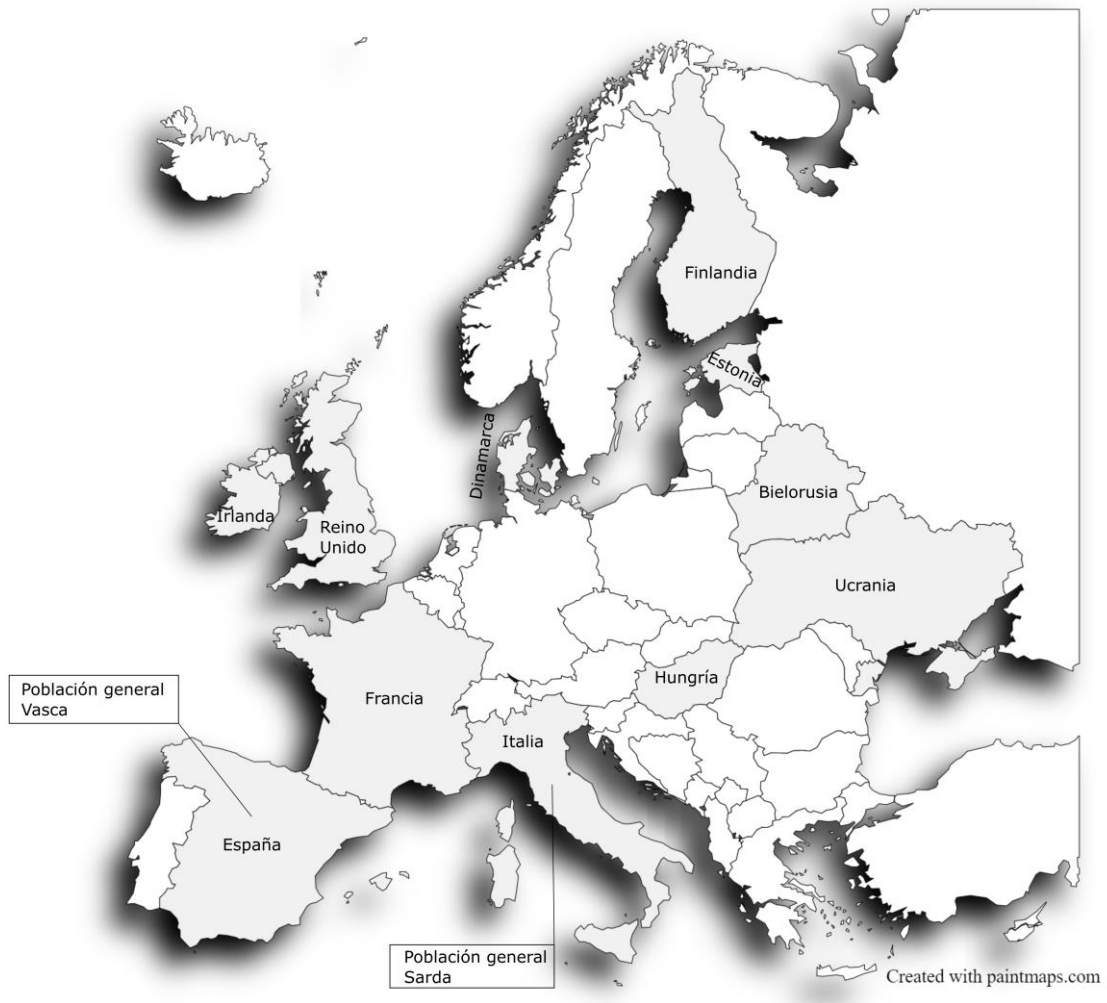 Finlandia
Estonia
Dinamarca
Bielorusia
Irlanda
Reino
Unido
Ucrania
Hungría
Población general
Vasca
Francia
Italia
España
Población general
Sarda
Created with paintmaps.com